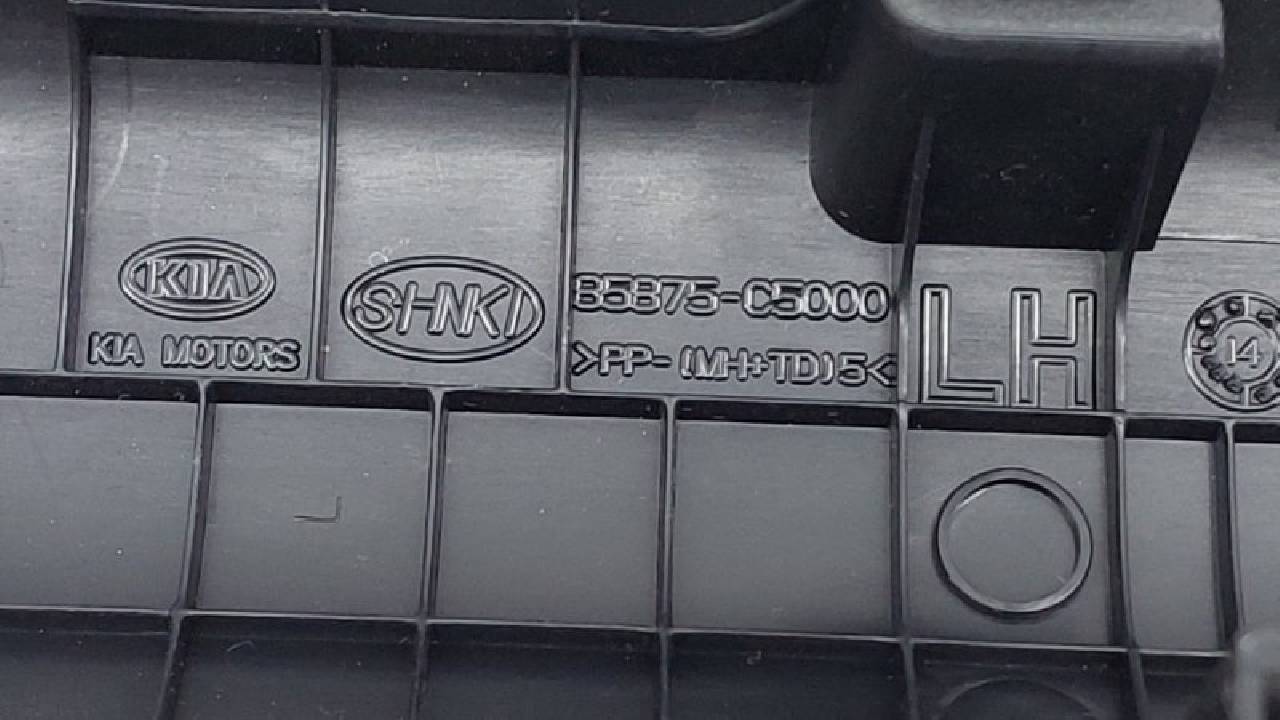 KIA
KIA MOTORS
SHNKI
85875-C5000
>PP-(MH+TD)5<
LH
14